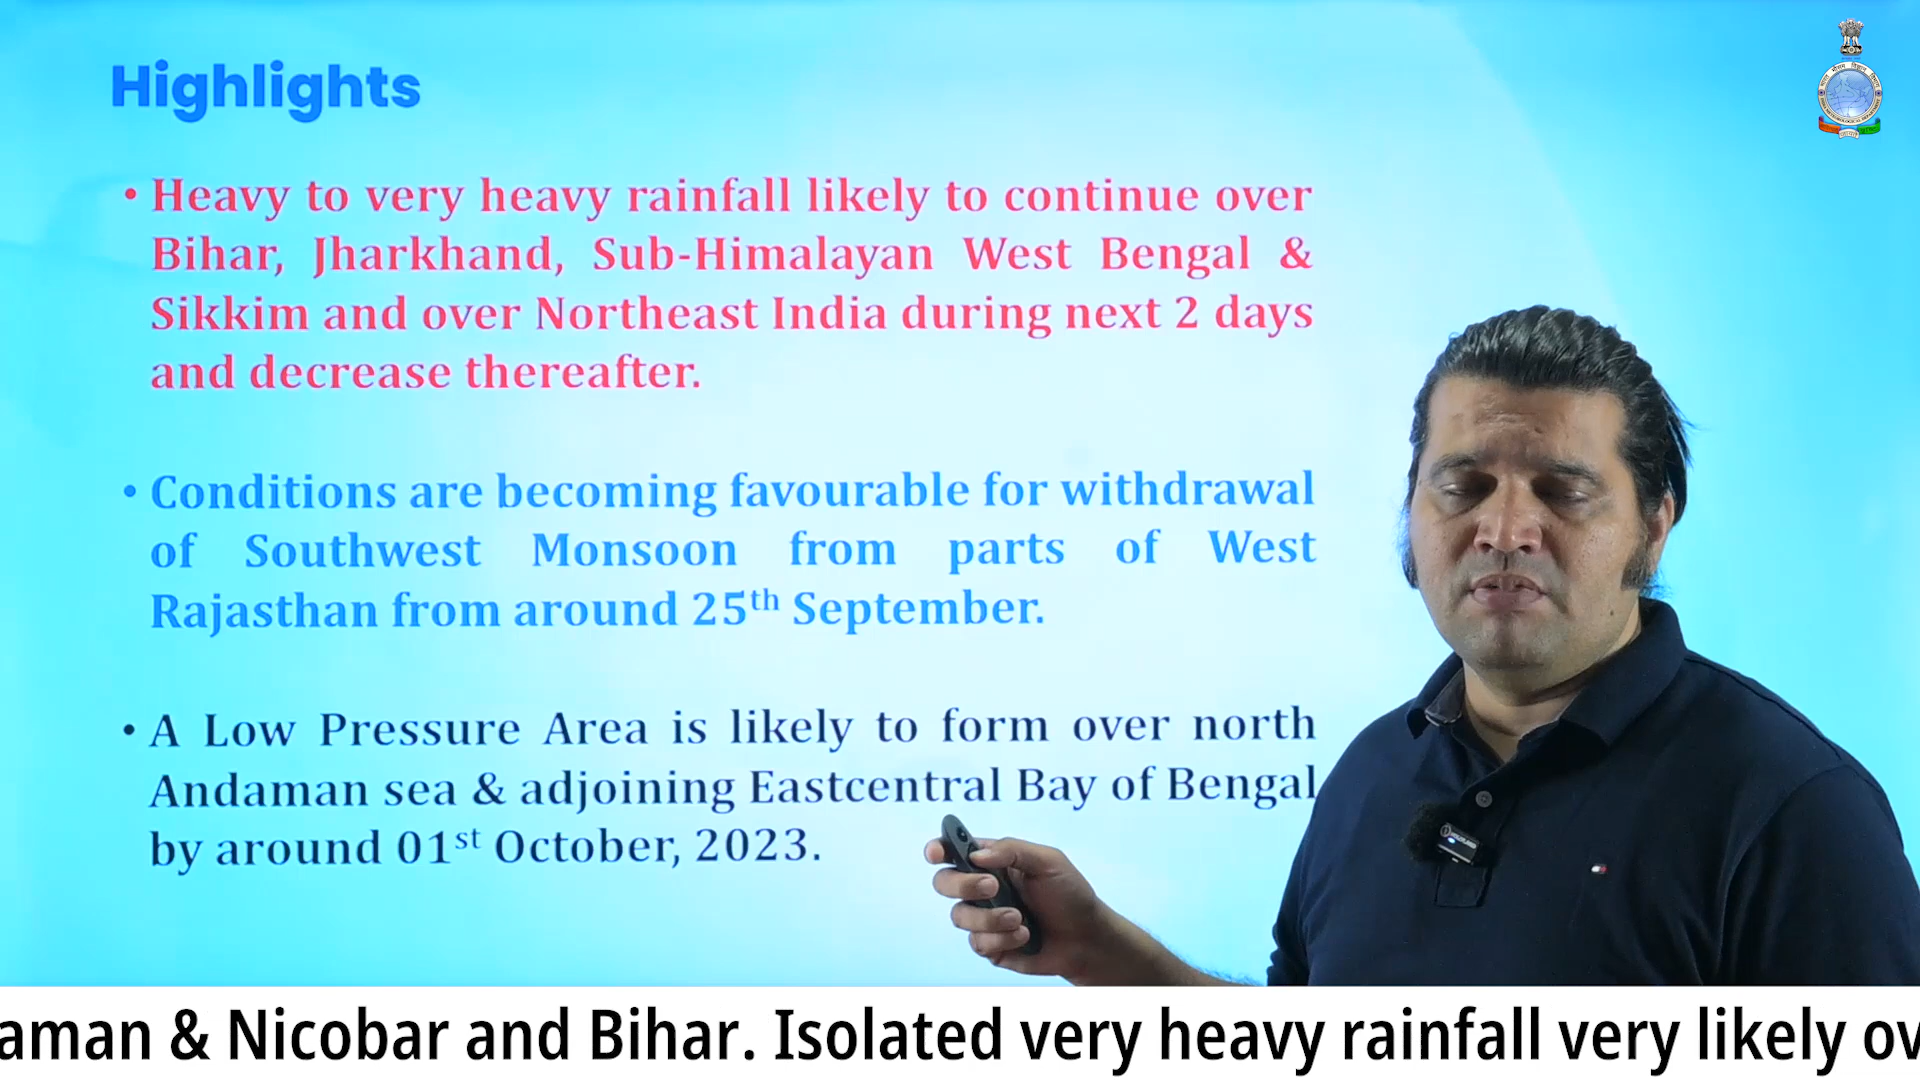 Highlights
• Heavy to very heavy rainfall likely to continue over
Bihar, Jharkhand, Sub-Himalayan West Bengal &
Sikkim and over Northeast India during next 2 days
and decrease thereafter.
• Conditions are becoming favourable for withdrawal
of Southwest Monsoon from parts of West
Rajasthan from around 25th September.
• A Low Pressure Area is likely to form over north
Andaman sea & adjoining Eastcentral Bay of Bengal
by around 01st October, 2023.
aman & Nicobar and Bihar. Isolated very heavy rainfall very likely ov